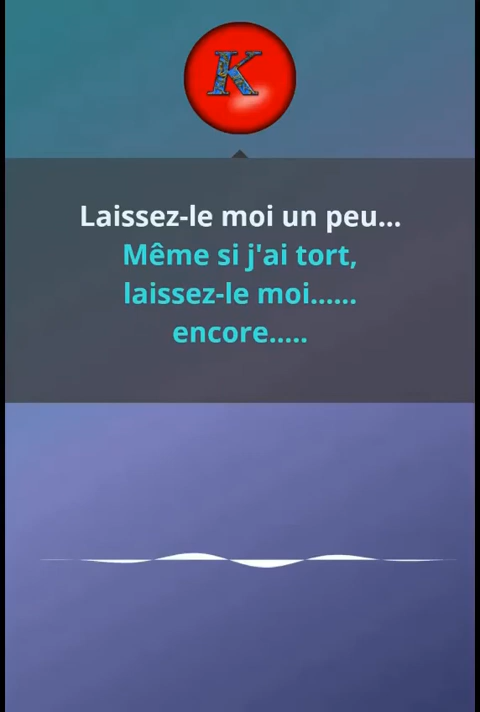 K
Laissez-le moi un peu...
Même si j'ai tort,
laissez-le moi......
encore.....